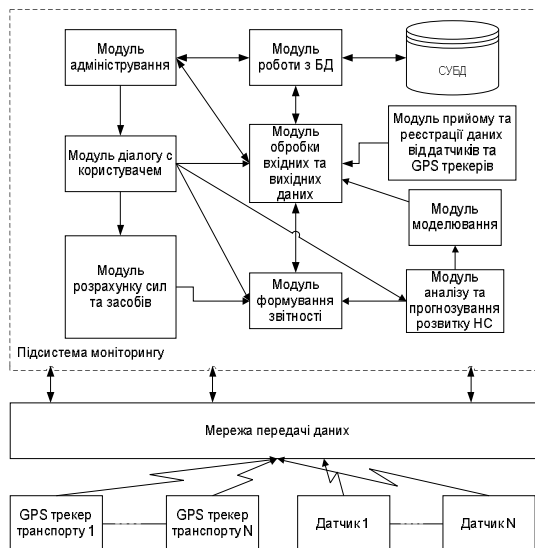 Модуль
адміністрування
Модуль
роботи з БД
СУБД
Модуль діалогу с
користувачем
Модуль
обробки
вхідних та
вихідних
даних
Модуль прийому та
реєстрації даних
від датчиків та
GPS трекерів
Модуль
моделювання
Модуль
розрахунку сил
та засобів
Модуль
формування
звітності
Модуль
аналізу та
прогнозування
розвитку НС
Підсистема моніторингу
Мережа передачі даних
GPS трекер
транспорту 1
GPS трекер
транспорту N
Датчик 1
Датчик N